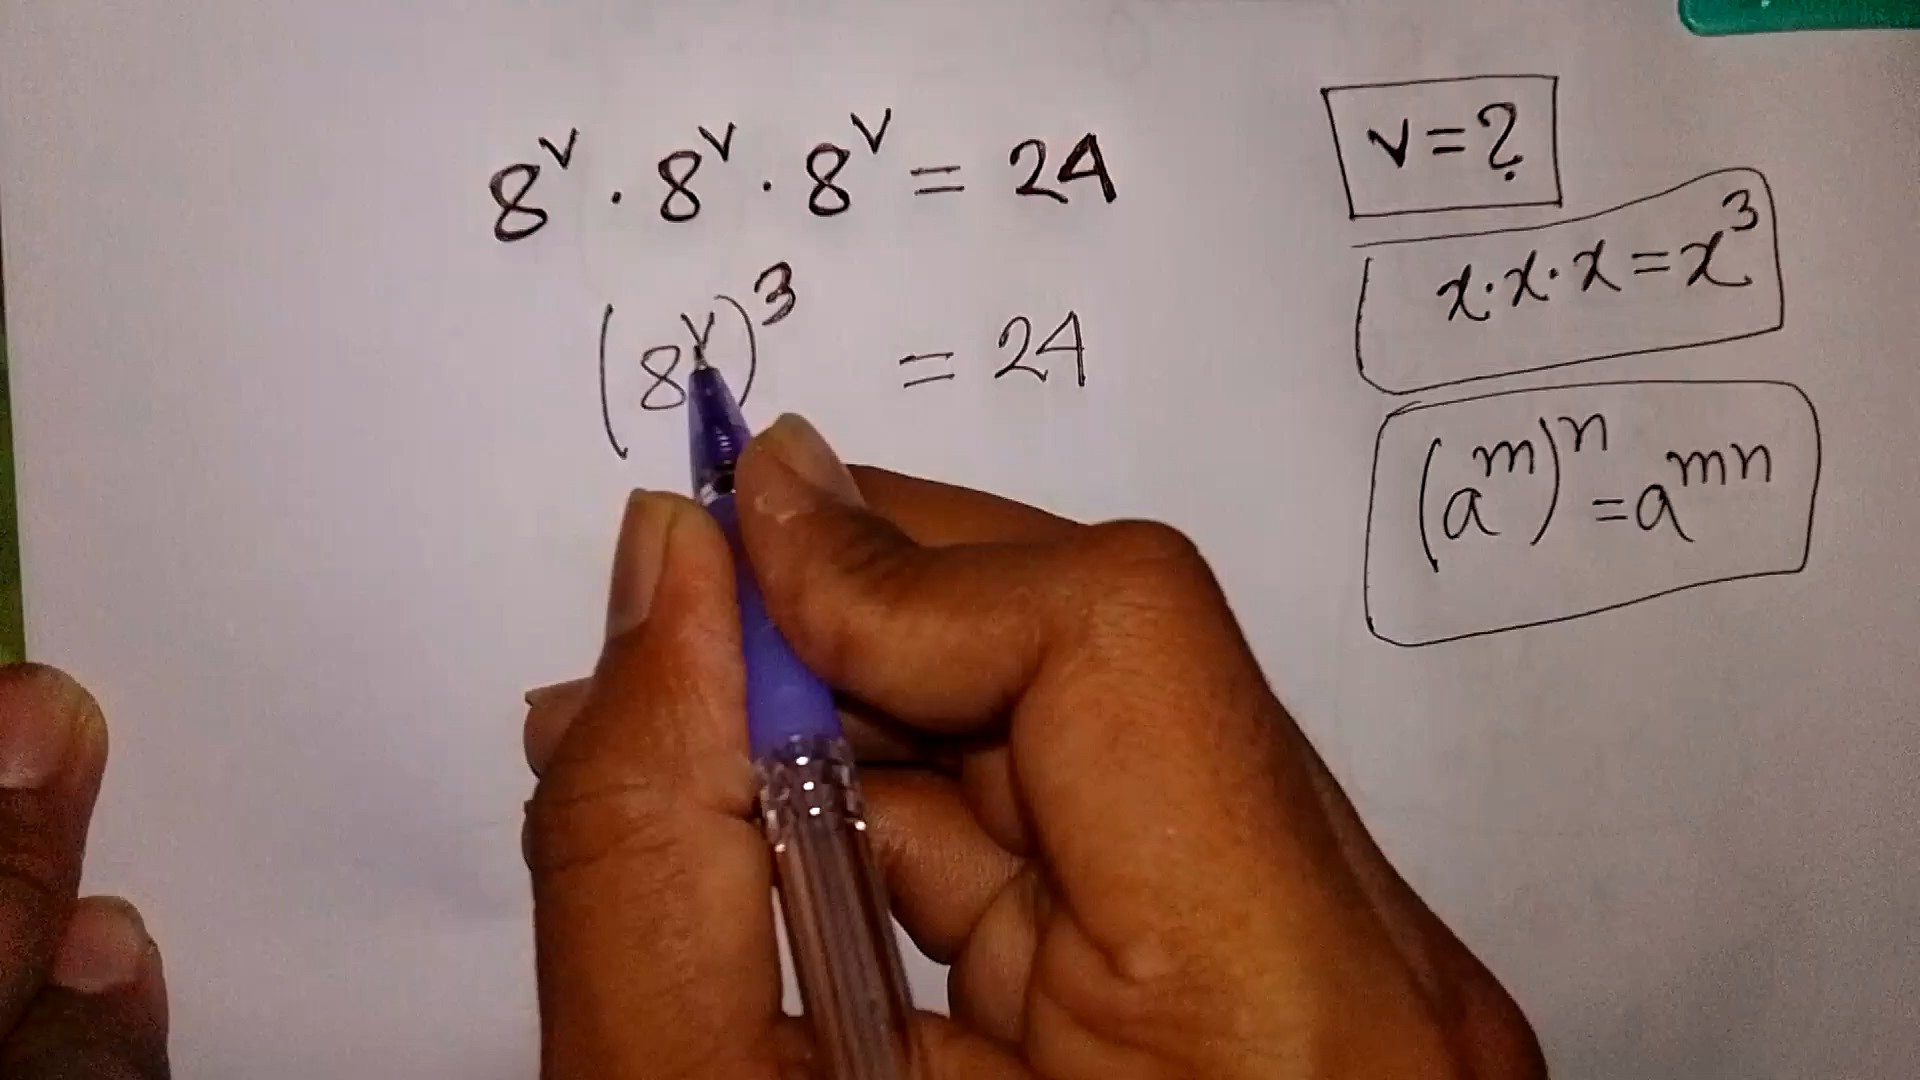 8^v · 8^v · 8^v = 24
(8^v)^3 = 24
v = ?
x · x · x = x^3
(a^m)^n = a^mn